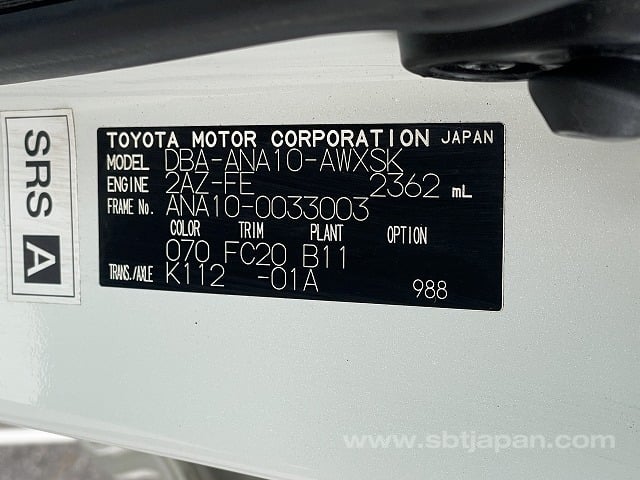 SRS A
TOYOTA MOTOR CORPORATION JAPAN
MODEL DBA-ANA10-AWXSK
ENGINE 2AZ-FE 2362 mL
FRAME No. ANA10-0033003
COLOR TRIM PLANT OPTION
070 FC20 B11
TRANS./AXLE K112 -01A
988
www.sbtjapan.com